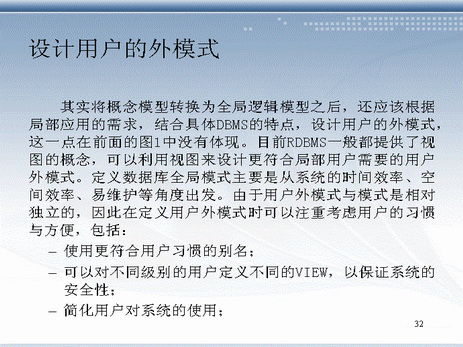 设计用户的外模式
其实将概念模型转换为全局逻辑模型之后，还应该根据
局部应用的需求，结合具体DBMS的特点，设计用户的外模式，
这一点在前面的图1中没有体现。目前RDBMS一般都提供了视
图的概念，可以利用视图来设计更符合局部用户需要的用户
外模式。定义数据库全局模式主要是从系统的时间效率、空
间效率、易维护等角度出发。由于用户外模式与模式是相对
独立的，因此在定义用户外模式时可以注重考虑用户的习惯
与方便，包括：
– 使用更符合用户习惯的别名；
– 可以对不同级别的用户定义不同的VIEW，以保证系统的
安全性；
– 简化用户对系统的使用；
32